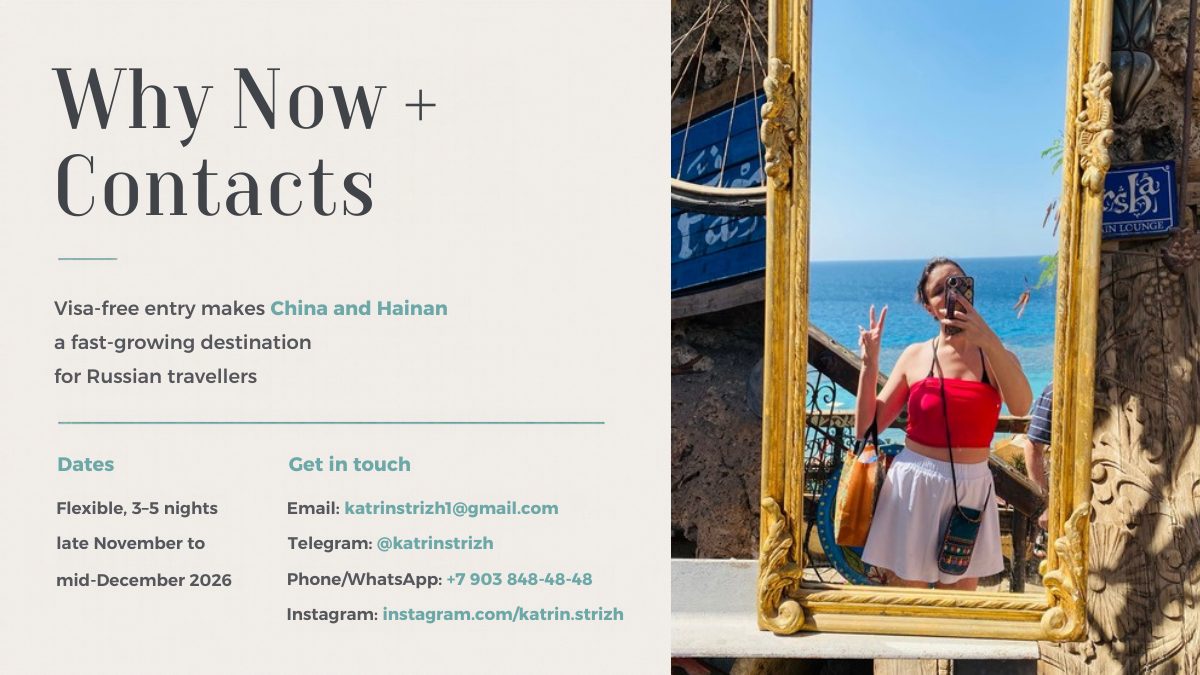 Why Now +
Contacts
Visa-free entry makes China and Hainan
a fast-growing destination
for Russian travellers
Dates
Flexible, 3–5 nights
late November to
mid-December 2026
Get in touch
Email: katrinstrizh1@gmail.com
Telegram: @katrinstrizh
Phone/WhatsApp: +7 903 848-48-48
Instagram: instagram.com/katrin.strizh
LOUNGE